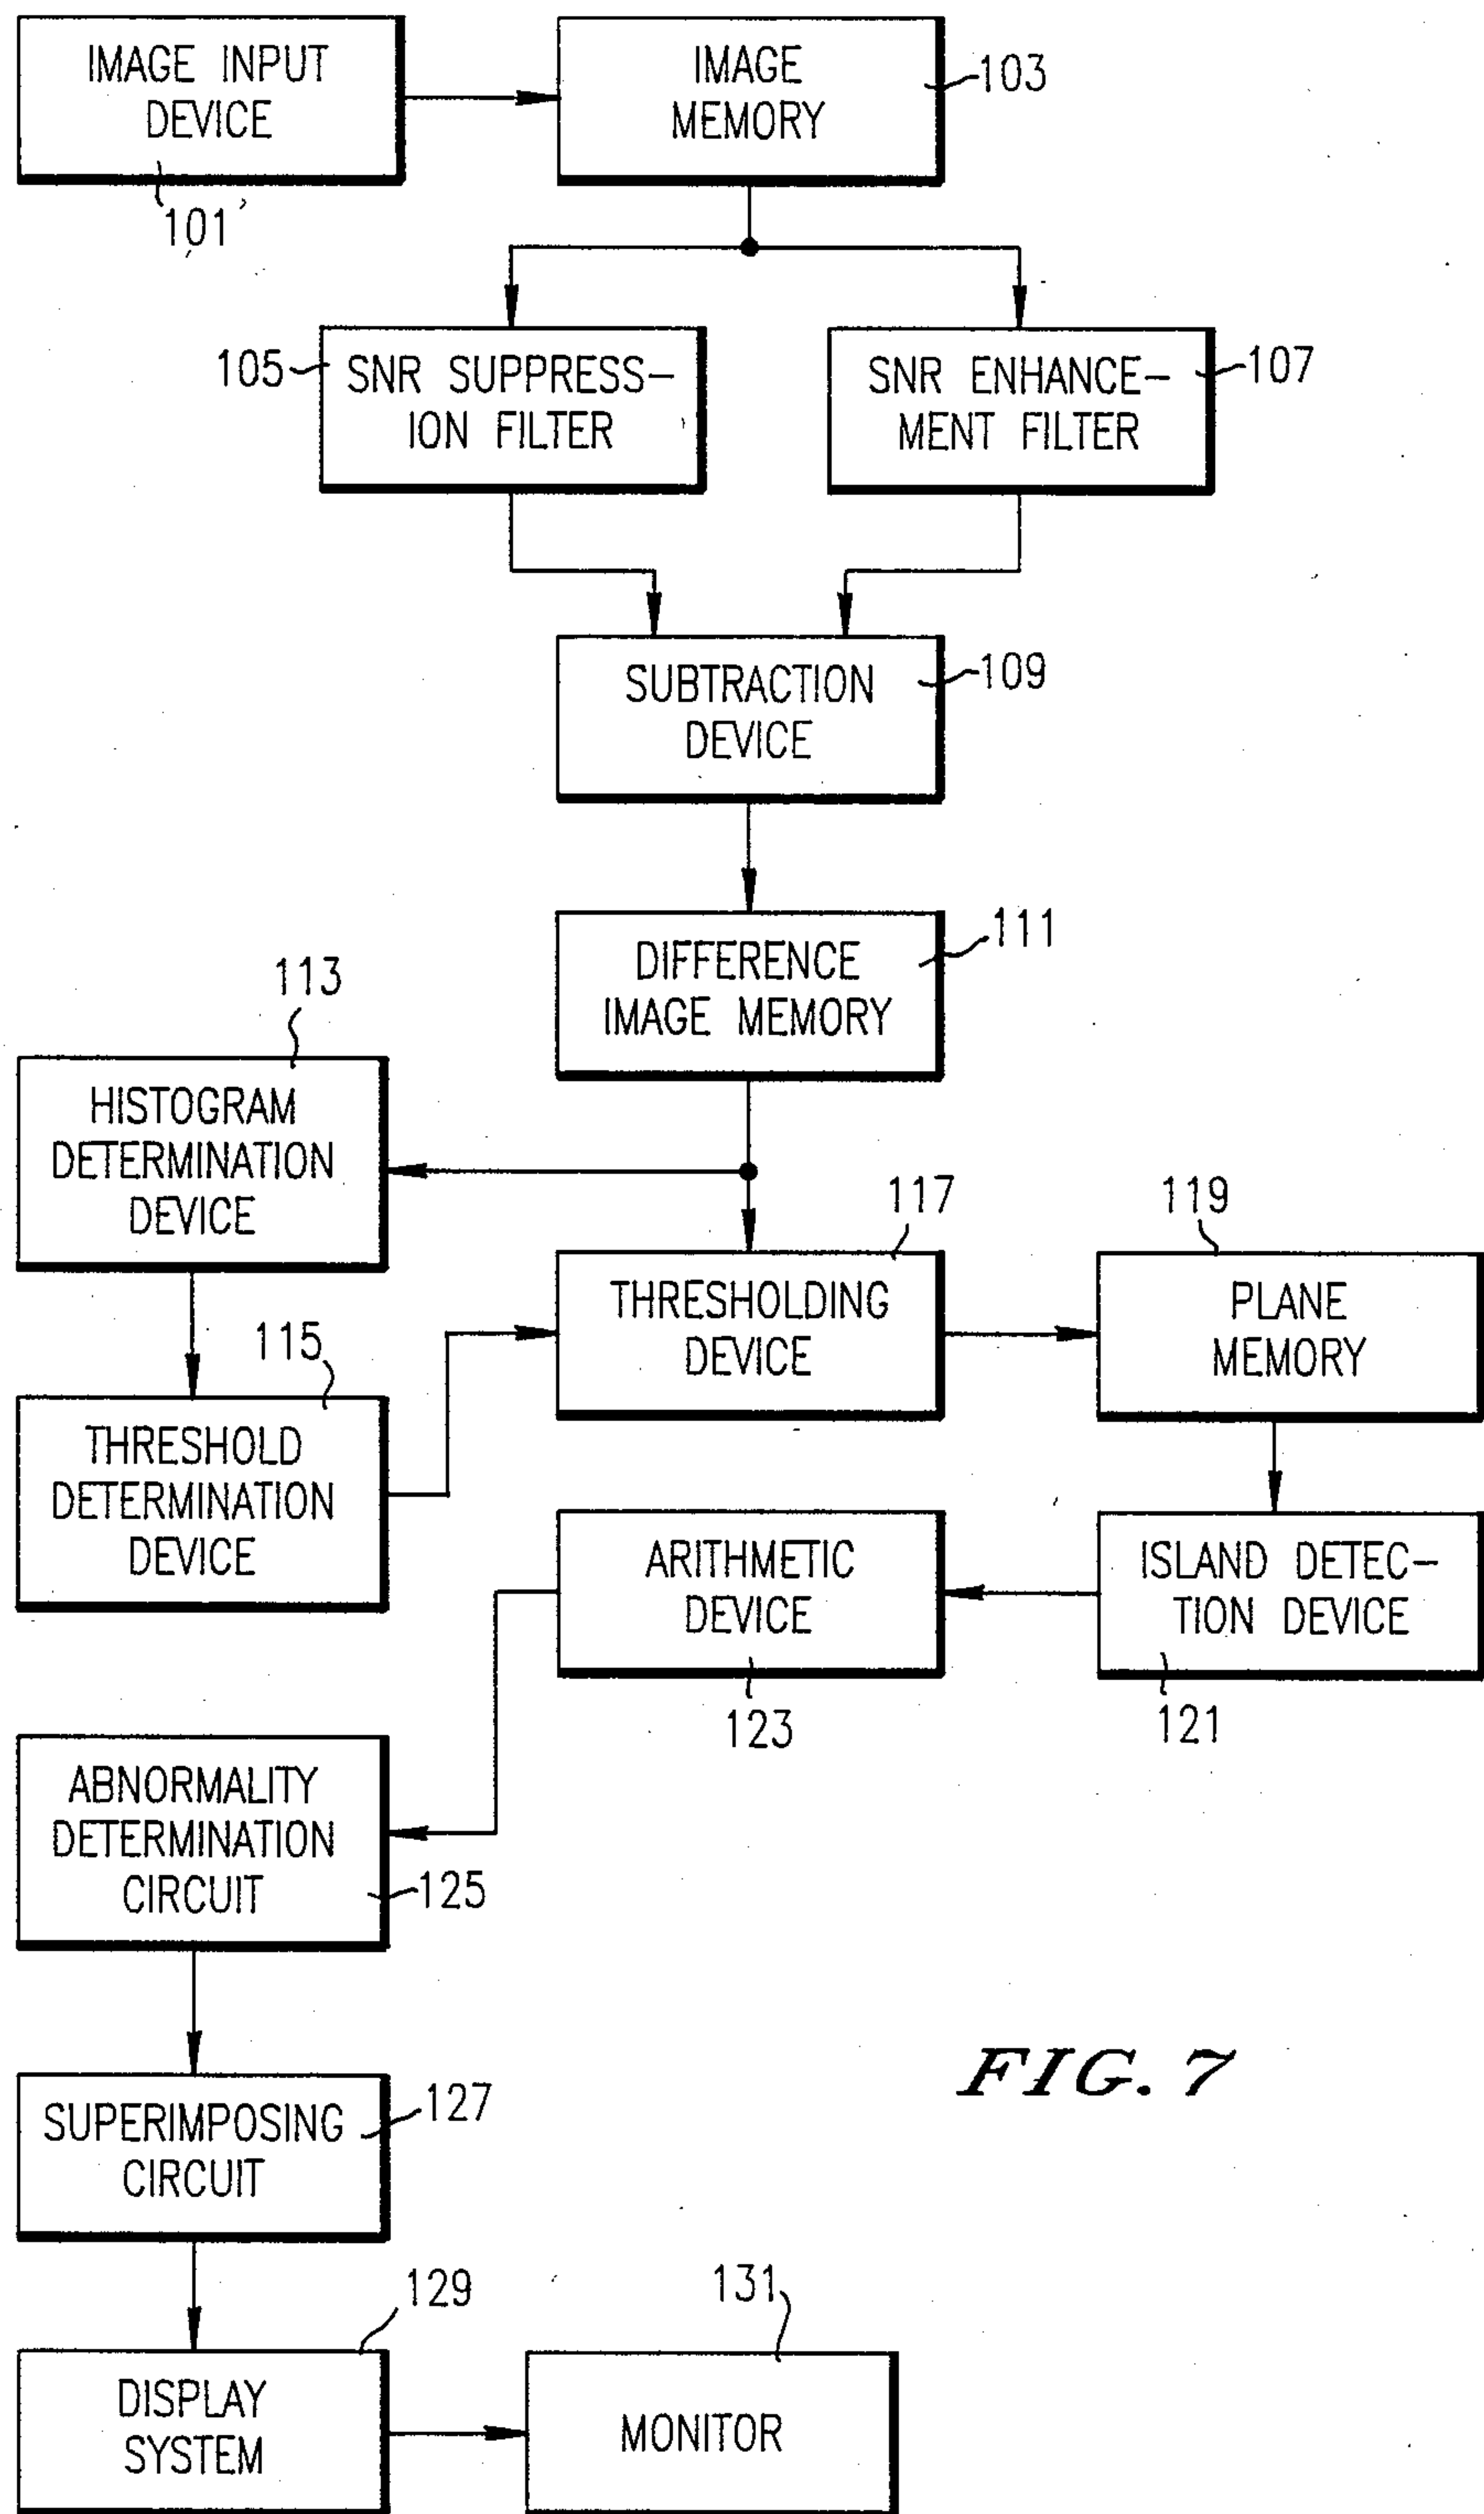 IMAGE INPUT
DEVICE
101
IMAGE
MEMORY
103
105
SNR SUPPRESS-
ION FILTER
SNR ENHANCE-
MENT FILTER
107
SUBTRACTION
DEVICE
109
DIFFERENCE
IMAGE MEMORY
111
113
HISTOGRAM
DETERMINATION
DEVICE
115
THRESHOLD
DETERMINATION
DEVICE
117
THRESHOLDING
DEVICE
119
PLANE
MEMORY
ISLAND DETEC-
TION DEVICE
121
ARITHMETIC
DEVICE
123
ABNORMALITY
DETERMINATION
CIRCUIT
125
SUPERIMPOSING
CIRCUIT
127
FIG. 7
129
DISPLAY
SYSTEM
131
MONITOR